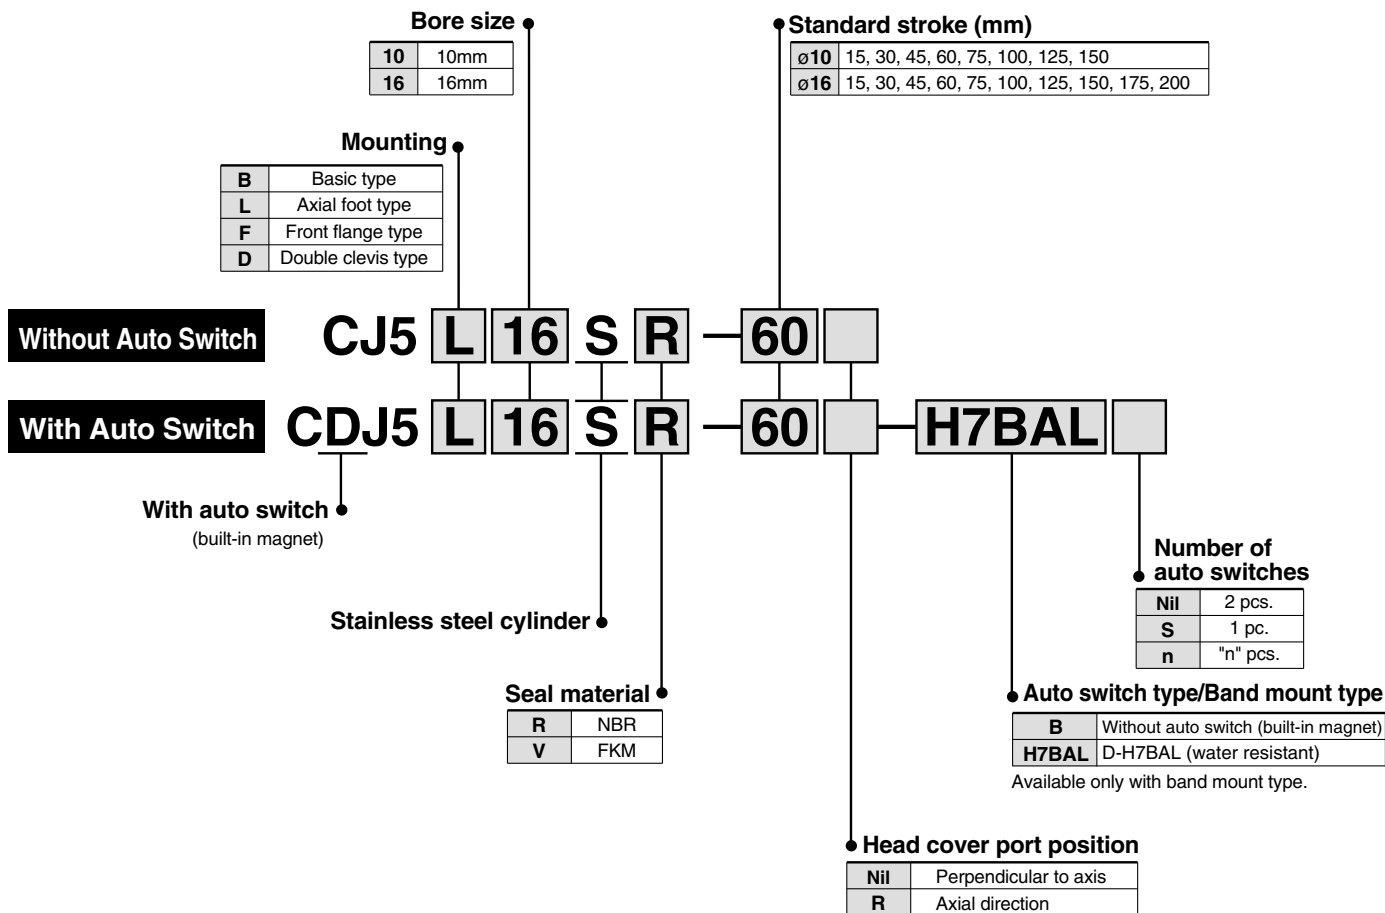 Bore size
10 10mm
16 16mm
Standard stroke (mm)
ø10 15, 30, 45, 60, 75, 100, 125, 150
ø16 15, 30, 45, 60, 75, 100, 125, 150, 175, 200
Mounting
B Basic type
L Axial foot type
F Front flange type
D Double clevis type
Without Auto Switch CJ5 L 16 S R — 60
With Auto Switch CDJ5 L 16 S R — 60 — H7BAL
With auto switch
(built-in magnet)
Number of
auto switches
Nil 2 pcs.
S 1 pc.
n "n" pcs.
Stainless steel cylinder
Seal material
R NBR
V FKM
Auto switch type/Band mount type
B Without auto switch (built-in magnet)
H7BAL D-H7BAL (water resistant)
Available only with band mount type.
Head cover port position
Nil Perpendicular to axis
R Axial direction